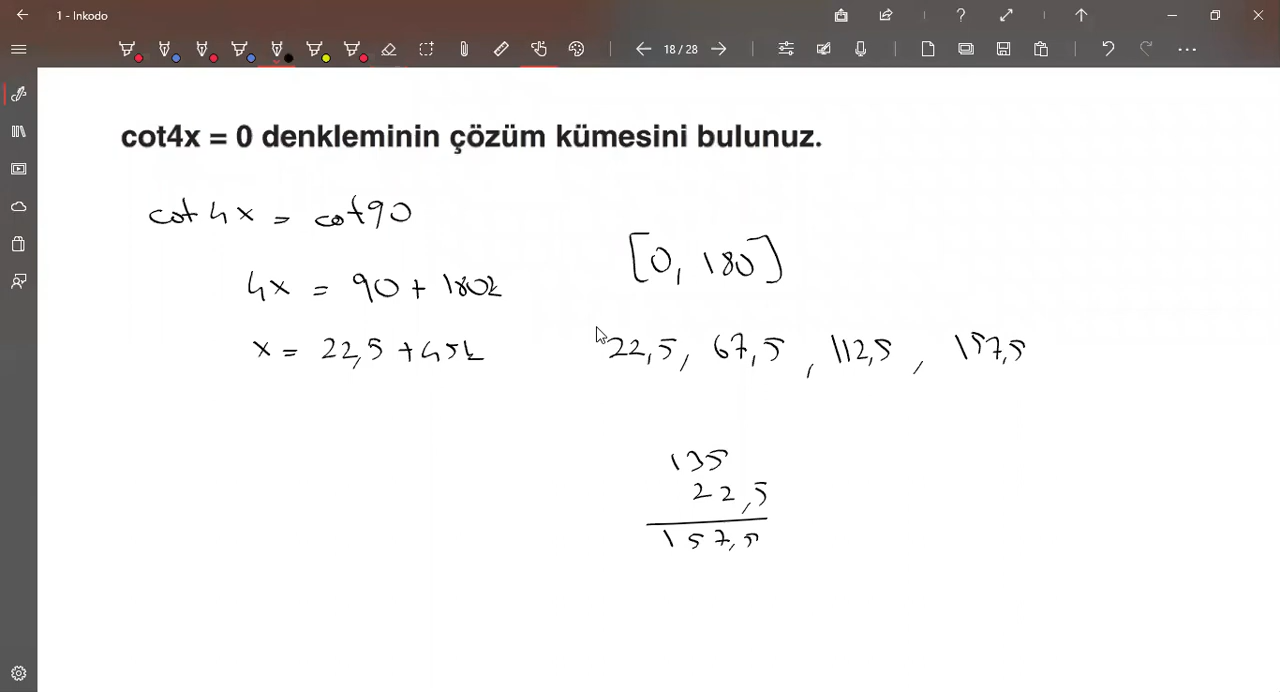 1 - Inkodo
18 / 28
cot4x = 0 denkleminin çözüm kümesini bulunuz.
cot 4x = cot90
4x = 90 + 180k
x = 22,5 + 45k
[0, 180]
22,5, 67,5, 112,5, 157,5
135
22,5
157,5